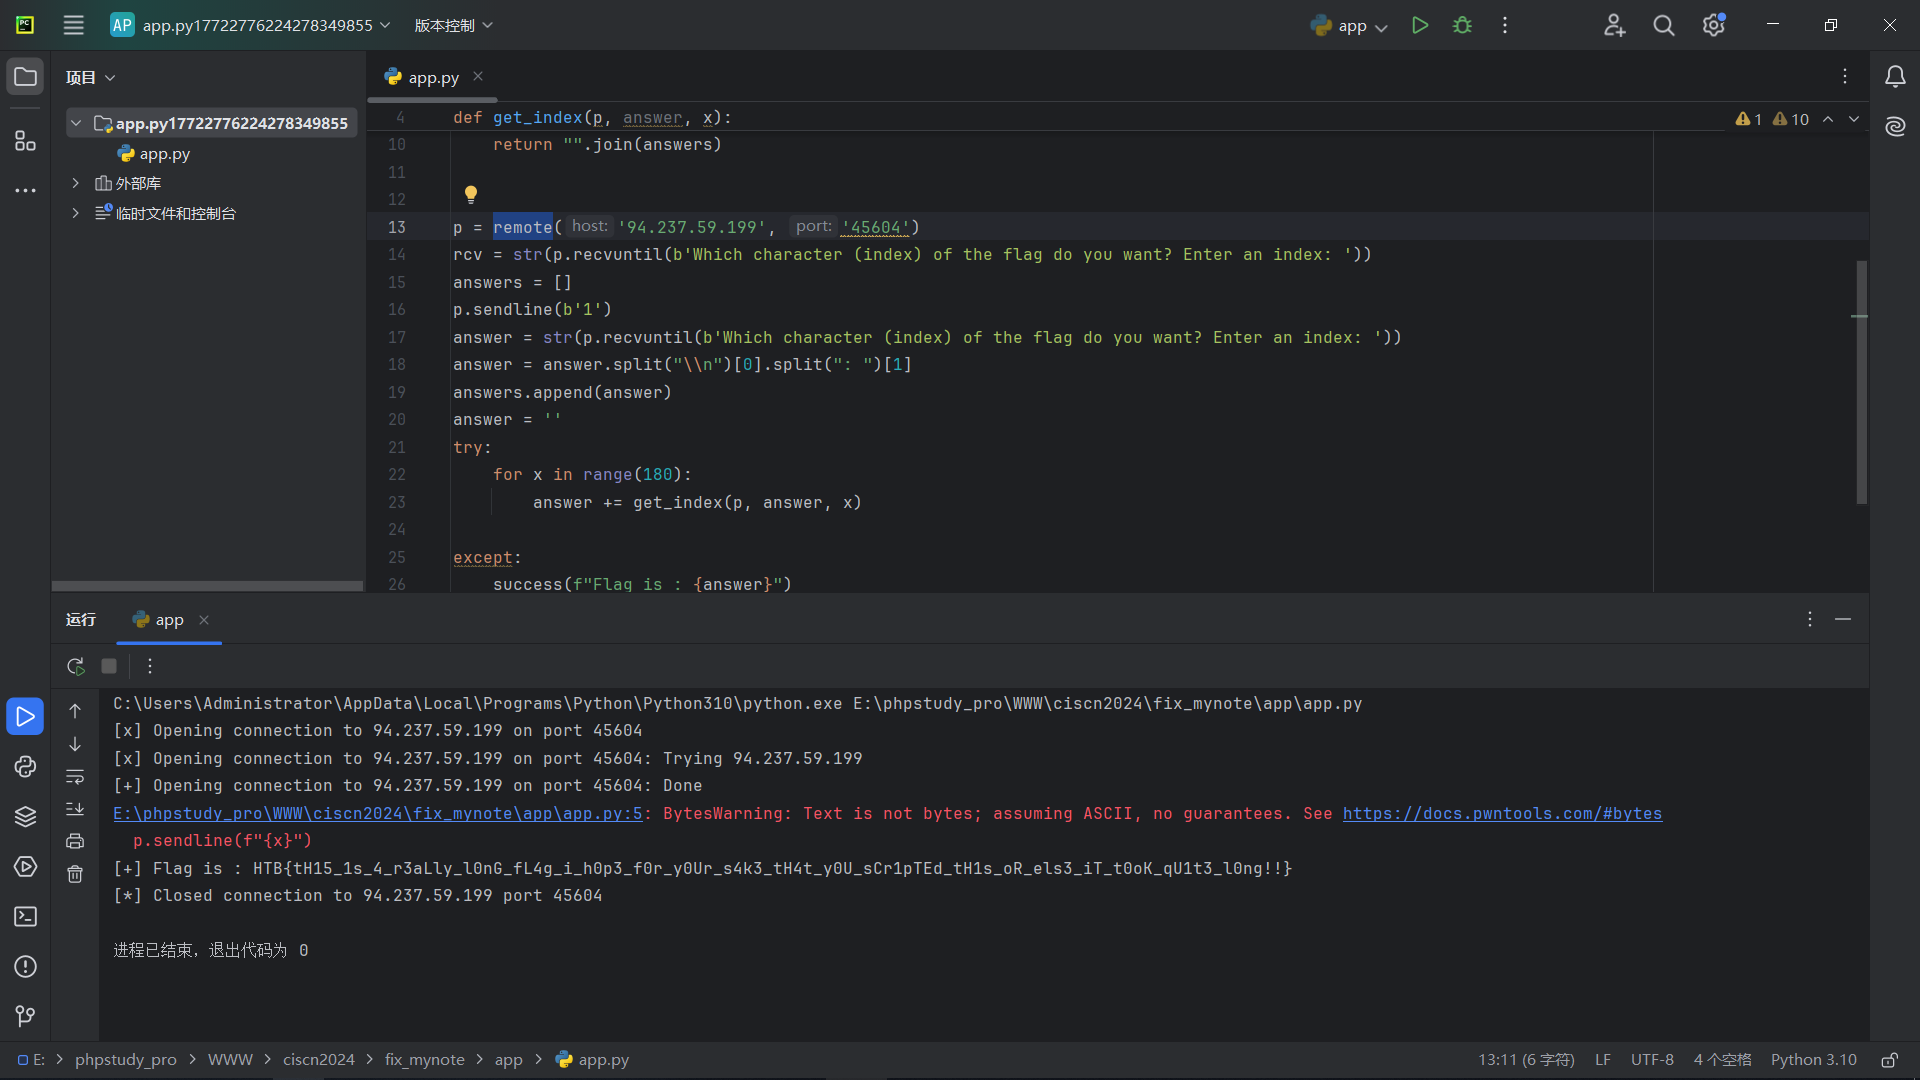 PC
AP app.py17722776224278349855 版本控制 app
项目
app.py17722776224278349855
app.py
外部库
临时文件和控制台
app.py
4 def get_index(p, answer, x): 1 10
10 return "".join(answers)
11
12
13 p = remote( host: '94.237.59.199', port: '45604')
14 rcv = str(p.recvuntil(b'Which character (index) of the flag do you want? Enter an index: '))
15 answers = []
16 p.sendline(b'1')
17 answer = str(p.recvuntil(b'Which character (index) of the flag do you want? Enter an index: '))
18 answer = answer.split("\\n")[0].split(": ")[1]
19 answers.append(answer)
20 answer = ''
21 try:
22 for x in range(180):
23 answer += get_index(p, answer, x)
24
25 except:
26 success(f"Flag is : {answer}")
运行 app
C:\Users\Administrator\AppData\Local\Programs\Python\Python310\python.exe E:\phpstudy_pro\WWW\ciscn2024\fix_mynote\app\app.py
[x] Opening connection to 94.237.59.199 on port 45604
[x] Opening connection to 94.237.59.199 on port 45604: Trying 94.237.59.199
[+] Opening connection to 94.237.59.199 on port 45604: Done
E:\phpstudy_pro\WWW\ciscn2024\fix_mynote\app\app.py:5: BytesWarning: Text is not bytes; assuming ASCII, no guarantees. See https://docs.pwntools.com/#bytes
p.sendline(f"{x}")
[+] Flag is : HTB{tH15_1s_4_r3aLly_l0nG_fL4g_i_h0p3_f0r_y0Ur_s4k3_tH4t_y0U_sCr1pTEd_tH1s_oR_els3_iT_t0oK_qU1t3_l0ng!!}
[*] Closed connection to 94.237.59.199 port 45604
进程已结束，退出代码为 0
E: phpstudy_pro WWW ciscn2024 fix_mynote app app.py 13:11 (6 字符) LF UTF-8 4 个空格 Python 3.10